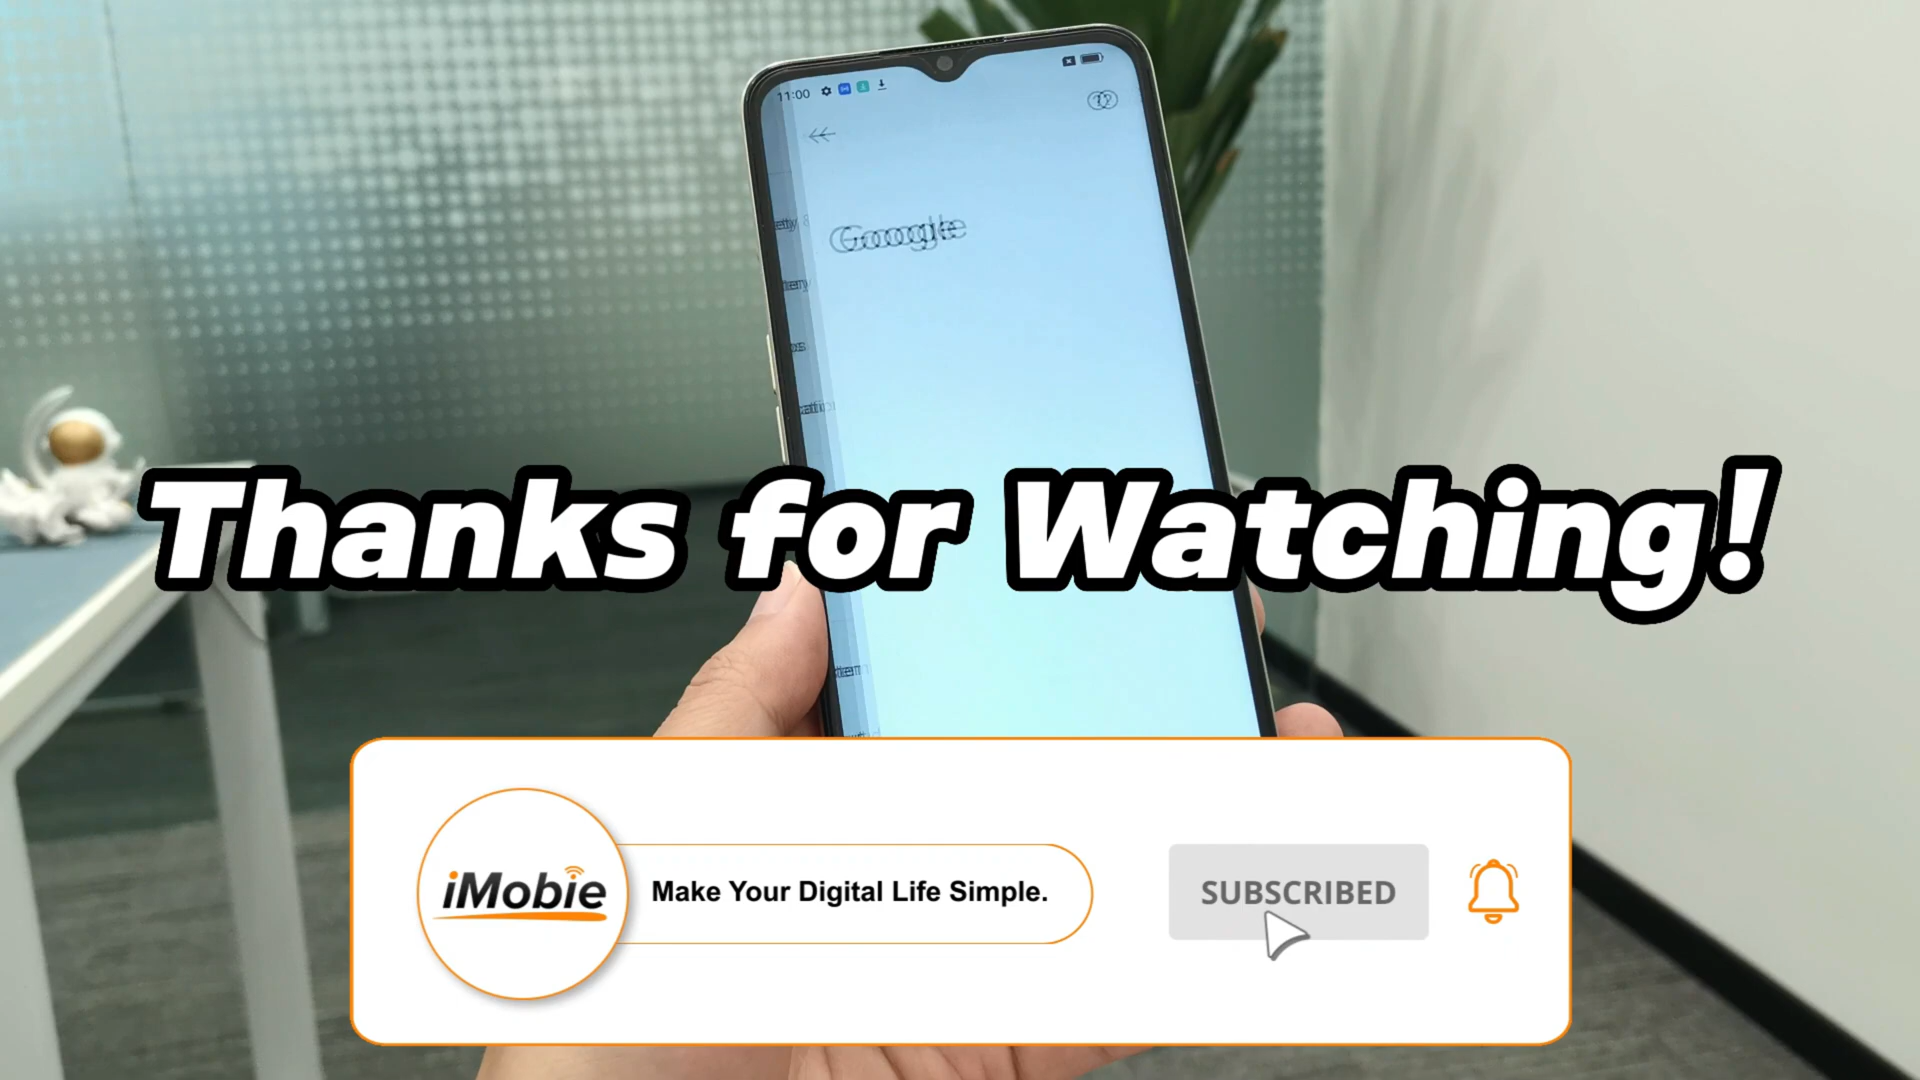 11:00
Google
Thanks for Watching!
iMobie
Make Your Digital Life Simple.
SUBSCRIBED